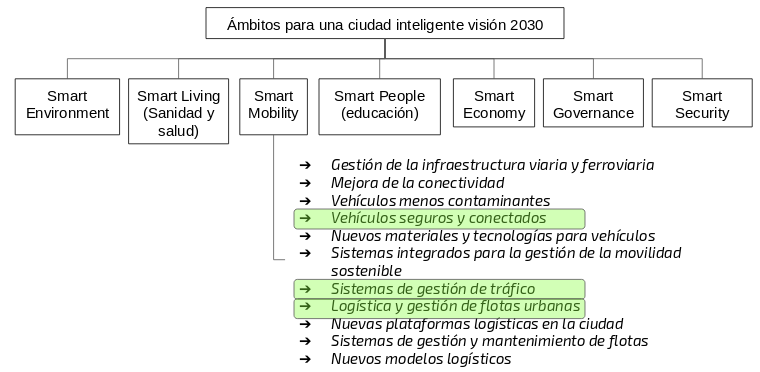 Ámbitos para una ciudad inteligente visión 2030
Smart
Environment
Smart Living
(Sanidad y
salud)
Smart
Mobility
Smart People
(educación)
Smart
Economy
Smart
Governance
Smart
Security
➔ Gestión de la infraestructura viaria y ferroviaria
➔ Mejora de la conectividad
➔ Vehículos menos contaminantes
➔ Vehículos seguros y conectados
➔ Nuevos materiales y tecnologías para vehículos
➔ Sistemas integrados para la gestión de la movilidad
sostenible
➔ Sistemas de gestión de tráfico
➔ Logística y gestión de flotas urbanas
➔ Nuevas plataformas logísticas en la ciudad
➔ Sistemas de gestión y mantenimiento de flotas
➔ Nuevos modelos logísticos